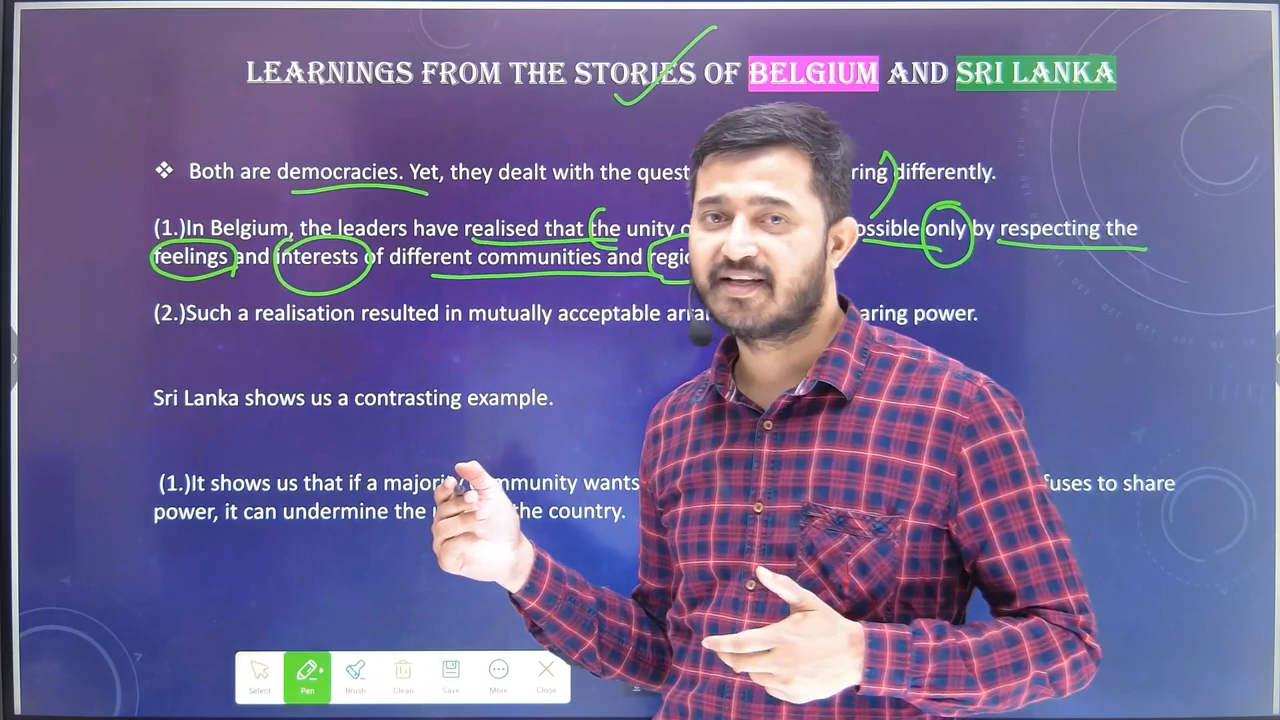 LEARNINGS FROM THE STORIES OF BELGIUM AND SRI LANKA
❖ Both are democracies. Yet, they dealt with the quest ring differently.
(1.)In Belgium, the leaders have realised that the unity ossible only by respecting the
feelings and interests of different communities and regi
(2.)Such a realisation resulted in mutually acceptable arra aring power.
Sri Lanka shows us a contrasting example.
(1.)It shows us that if a majority community wants fuses to share
power, it can undermine the the country.
Select Pen Brush Clean Save More Close